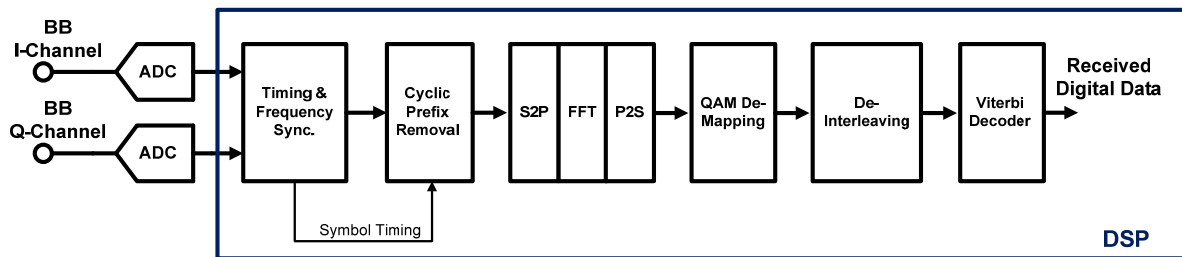 BB
I-Channel
ADC
BB
Q-Channel
ADC
Timing &
Frequency
Sync.
Cyclic
Prefix
Removal
S2P
FFT
P2S
QAM De-
Mapping
De-
Interleaving
Viterbi
Decoder
Received
Digital Data
Symbol Timing
DSP